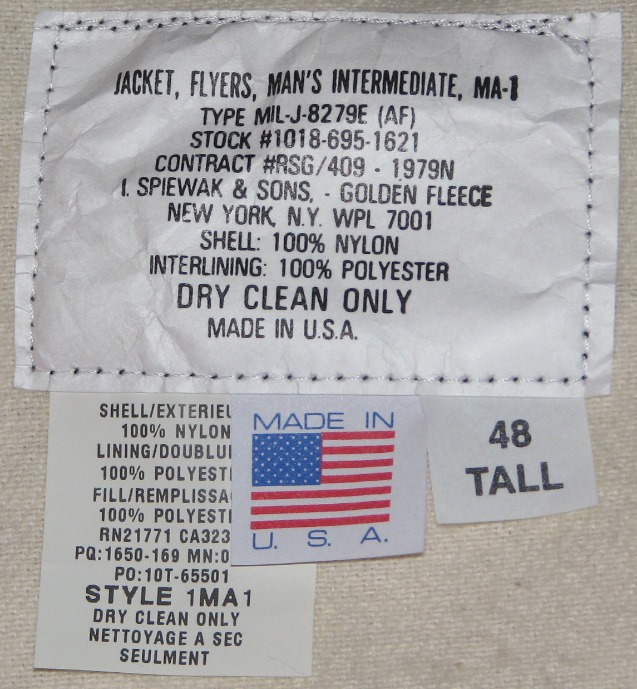 JACKET, FLYERS, MAN'S INTERMEDIATE, MA-1
TYPE MIL-J-8279E (AF)
STOCK #1018-695-1621
CONTRACT #RSG/409 - 1979N
I. SPIEWAK & SONS, - GOLDEN FLEECE
NEW YORK, N.Y. WPL 7001
SHELL: 100% NYLON
INTERLINING: 100% POLYESTER
DRY CLEAN ONLY
MADE IN U.S.A.
SHELL/EXTERIEU
100% NYLON
LINING/DOUBLU
100% POLYEST
FILL/REMPLISSA
100% POLYEST
RN21771 CA323
PQ:1650-169 MN:0
PO:10T-65501
STYLE 1MA1
DRY CLEAN ONLY
NETTOYAGE A SEC
SEULMENT
MADE IN
U. S. A.
48
TALL